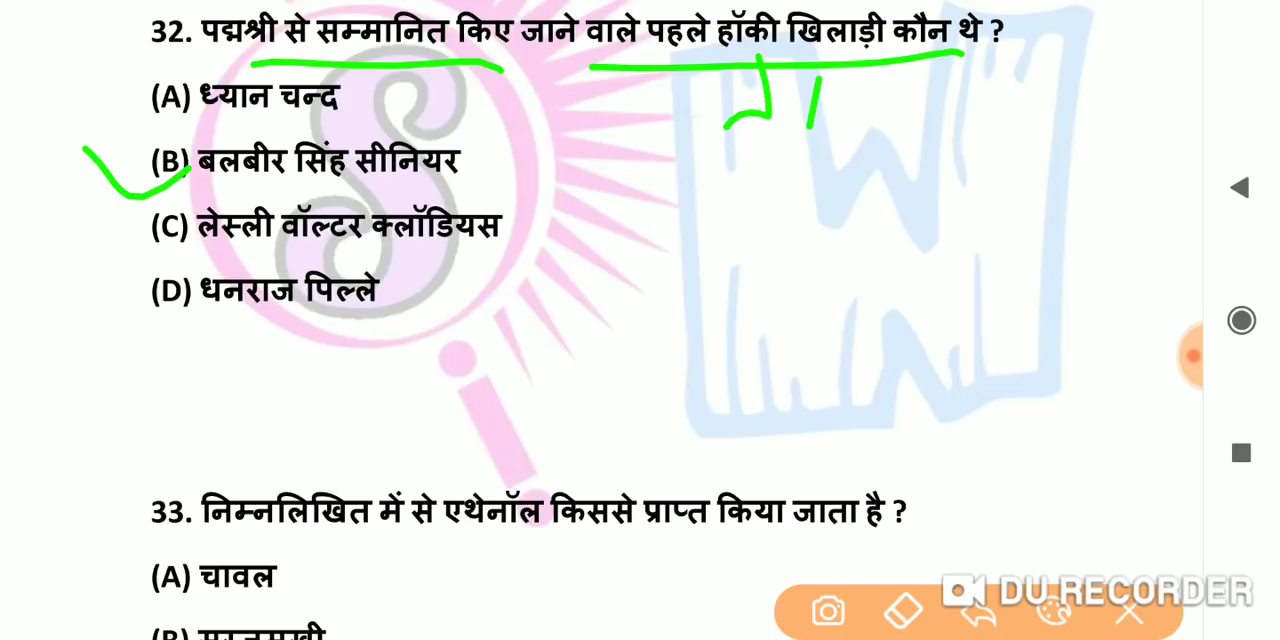 32. पद्मश्री से सम्मानित किए जाने वाले पहले हॉकी खिलाड़ी कौन थे ?
(A) ध्यान चन्द
(B) बलबीर सिंह सीनियर
(C) लेस्ली वॉल्टर क्लॉडियस
(D) धनराज पिल्ले
33. निम्नलिखित में से एथेनॉल किससे प्राप्त किया जाता है ?
(A) चावल
DU RECORDER